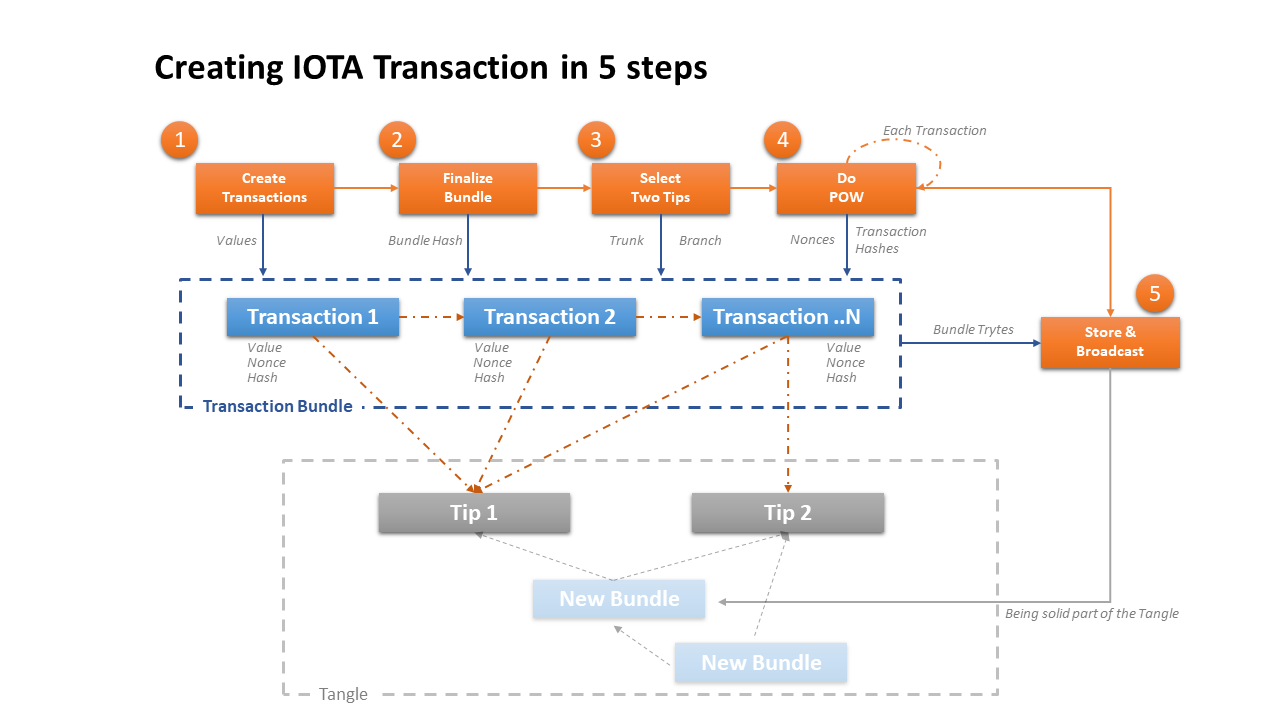 Creating IOTA Transaction in 5 steps
1
2
3
4
Each Transaction
Create
Transactions
Finalize
Bundle
Select
Two Tips
Do
POW
Values
Bundle Hash
Trunk
Branch
Nonces
Transaction
Hashes
5
Transaction 1
Transaction 2
Transaction ..N
Value
Nonce
Hash
Value
Nonce
Hash
Value
Nonce
Hash
Bundle Trytes
Store &
Broadcast
Transaction Bundle
Tip 1
Tip 2
New Bundle
Being solid part of the Tangle
New Bundle
Tangle